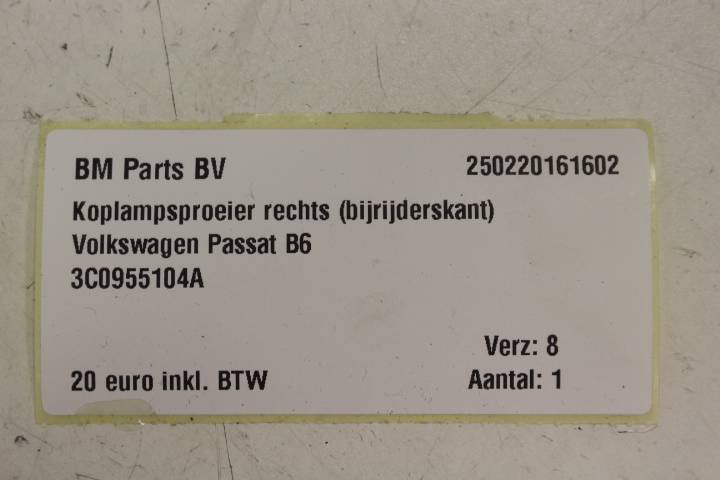 BM Parts BV 250220161602
Koplampsproeier rechts (bijrijderskant)
Volkswagen Passat B6
3C0955104A
Verz: 8
20 euro inkl. BTW Aantal: 1